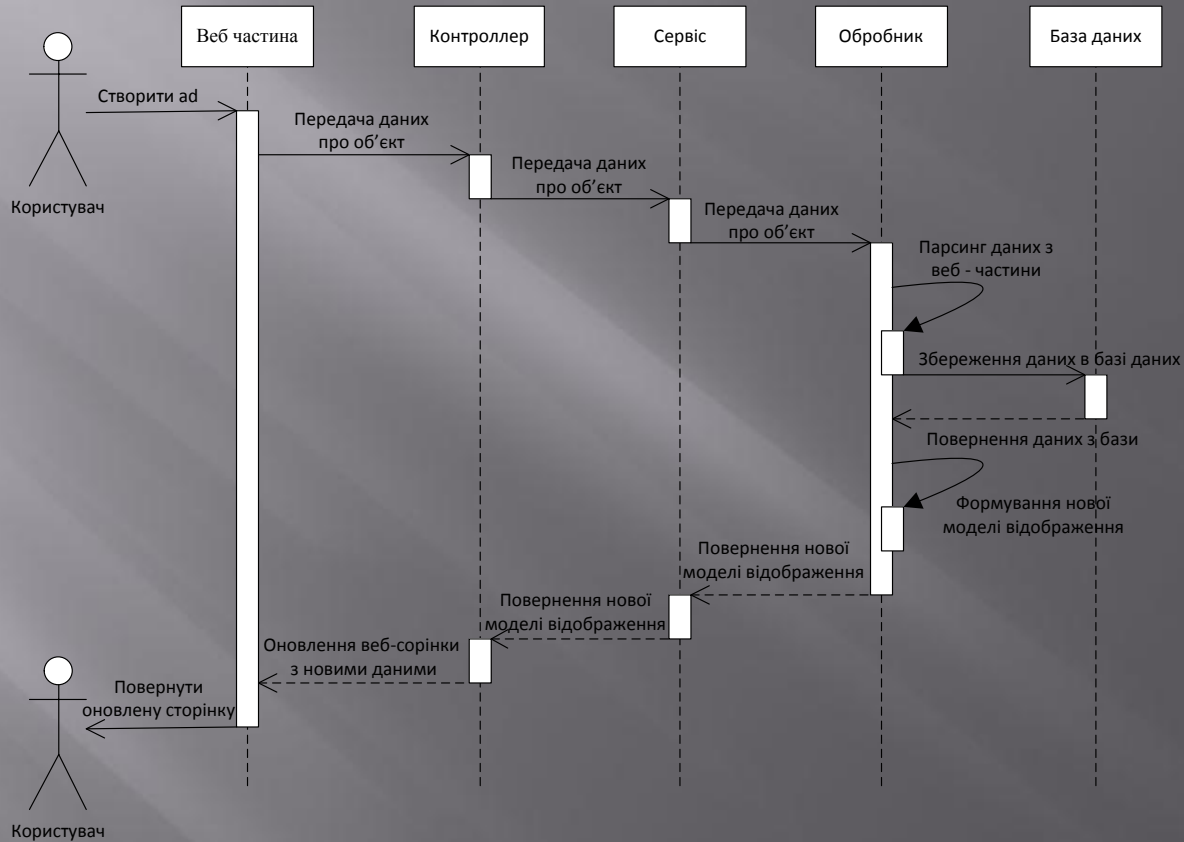 Веб частина
Контроллер
Сервіс
Обробник
База даних
Створити ad
Користувач
Передача даних
про об’єкт
Передача даних
про об’єкт
Передача даних
про об’єкт
Парсинг даних з
веб - частини
Збереження даних в базі даних
Повернення даних з бази
Формування нової
моделі відображення
Повернення нової
моделі відображення
Повернення нової
моделі відображення
Оновлення веб-сорінки
з новими даними
Повернути
оновлену сторінку
Користувач